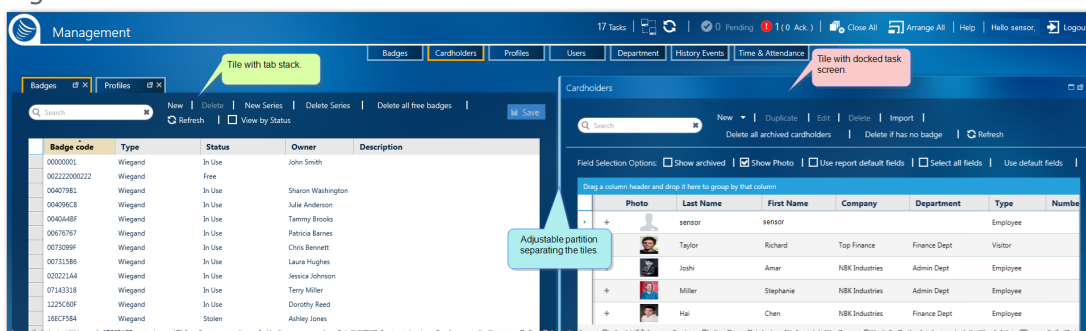 Management
17 Tasks | 0 Pending 1 ( 0 Ack. ) | Close All Arrange All | Help | Hello sensor,
Badges Cardholders Profiles Users Department History Events Time & Attendance
Tile with tab stack.
Tile with docked task
screen.
Badges Profiles
Search New | Delete | New Series | Delete Series | Delete all free badges | Save
Refresh | View by Status
Badge code Type Status Owner Description
00000001 Wiegand In Use John Smith
002222000222 Wiegand Free
004079B1 Wiegand In Use Sharon Washington
004096C8 Wiegand In Use Julie Anderson
0040A4BF Wiegand In Use Tammy Brooks
00676767 Wiegand In Use Patricia Barnes
0073099F Wiegand In Use Chris Bennett
007315B6 Wiegand In Use Laura Hughes
020221A4 Wiegand In Use Jessica Johnson
07143318 Wiegand In Use Terry Miller
1225C60F Wiegand In Use Dorothy Reed
16ECF584 Wiegand Stolen Ashley Jones
Adjustable partition
separating the tiles.
Cardholders
Search New | Duplicate | Edit | Delete | Import |
Delete all archived cardholders | Delete if has no badge | Refresh
Field Selection Options: Show archived | Show Photo | Use report default fields | Select all fields | Use default fields |
Drag a column header and drop it here to group by that column
Photo Last Name First Name Company Department Type
sensor sensor Employee
Taylor Richard Top Finance Finance Dept Visitor
Joshi Amar NBK Industries Admin Dept Employee
Miller Stephanie NBK Industries Admin Dept Employee
Hai Chen NBK Industries Finance Dept Employee